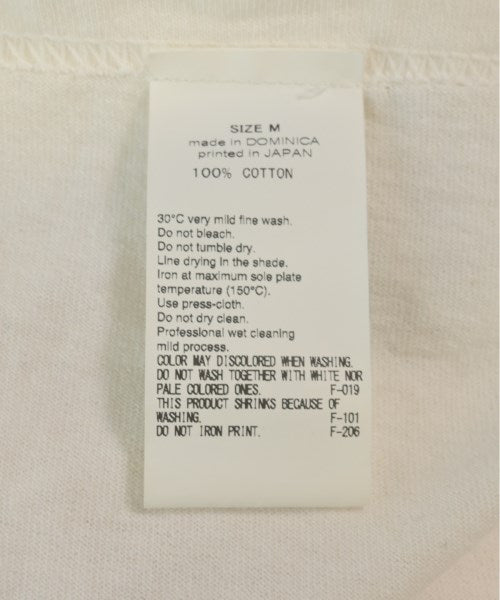 SIZE M
made in DOMINICA
printed in JAPAN
100% COTTON
30°C very mild fine wash.
Do not bleach.
Do not tumble dry.
Line drying in the shade.
Iron at maximum sole plate
temperature (150°C).
Use press-cloth.
Do not dry clean.
Professional wet cleaning
mild process.
COLOR MAY DISCOLORED WHEN WASHING.
DO NOT WASH TOGETHER WITH WHITE NOR
PALE COLORED ONES. F-019
THIS PRODUCT SHRINKS BECAUSE OF
WASHING. F-101
DO NOT IRON PRINT. F-206